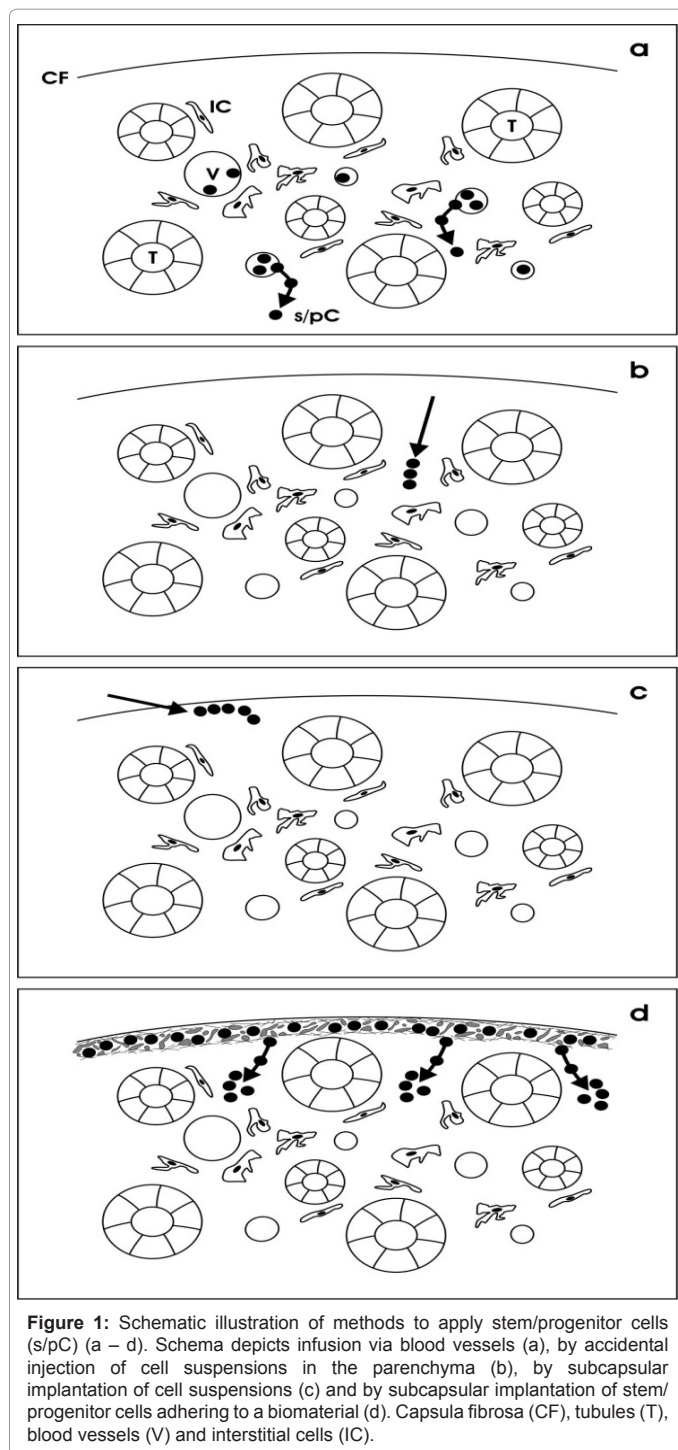 a
CF
IC
T
V
T
s/pC
b
c
d
Figure 1: Schematic illustration of methods to apply stem/progenitor cells
(s/pC) (a – d). Schema depicts infusion via blood vessels (a), by accidental
injection of cell suspensions in the parenchyma (b), by subcapsular
implantation of cell suspensions (c) and by subcapsular implantation of stem/
progenitor cells adhering to a biomaterial (d). Capsula fibrosa (CF), tubules (T),
blood vessels (V) and interstitial cells (IC).